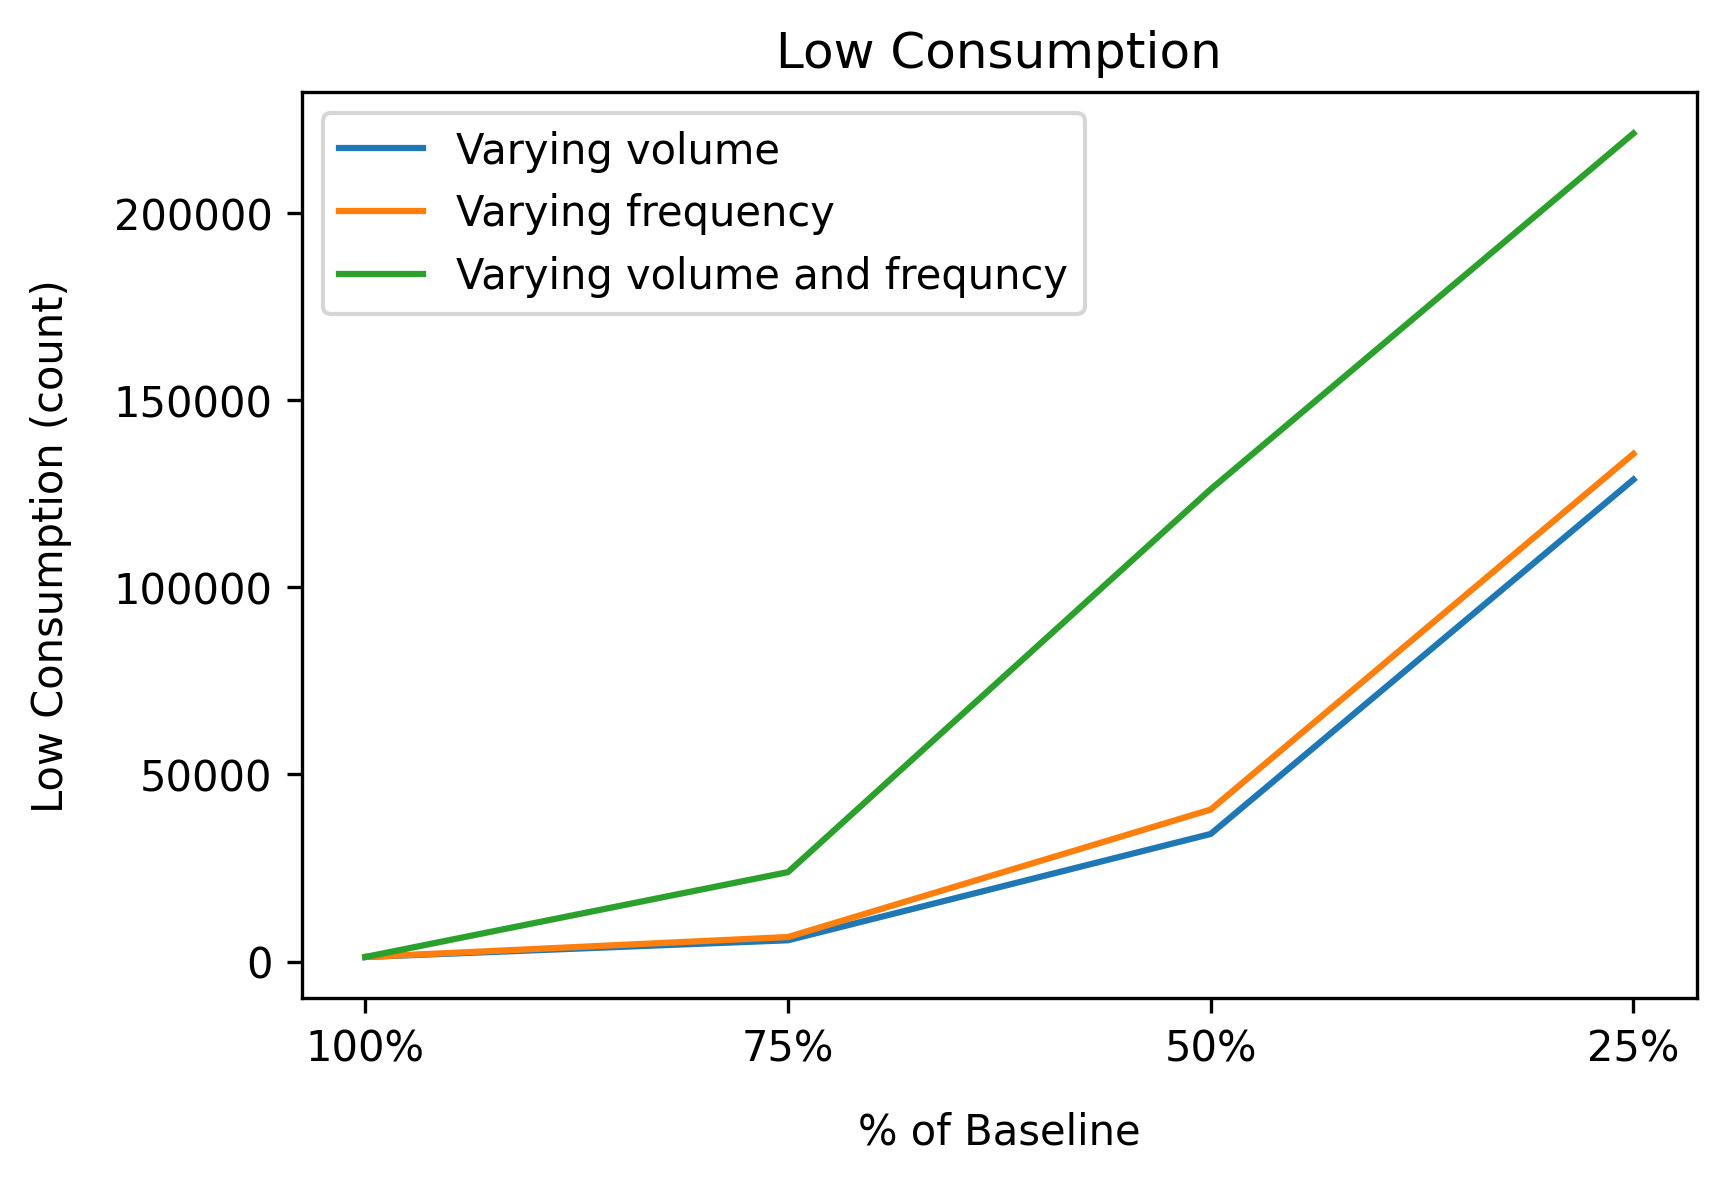 Low Consumption
Varying volume
Varying frequency
Varying volume and frequncy
Low Consumption (count)
200000
150000
100000
50000
0
100% 75% 50% 25%
% of Baseline